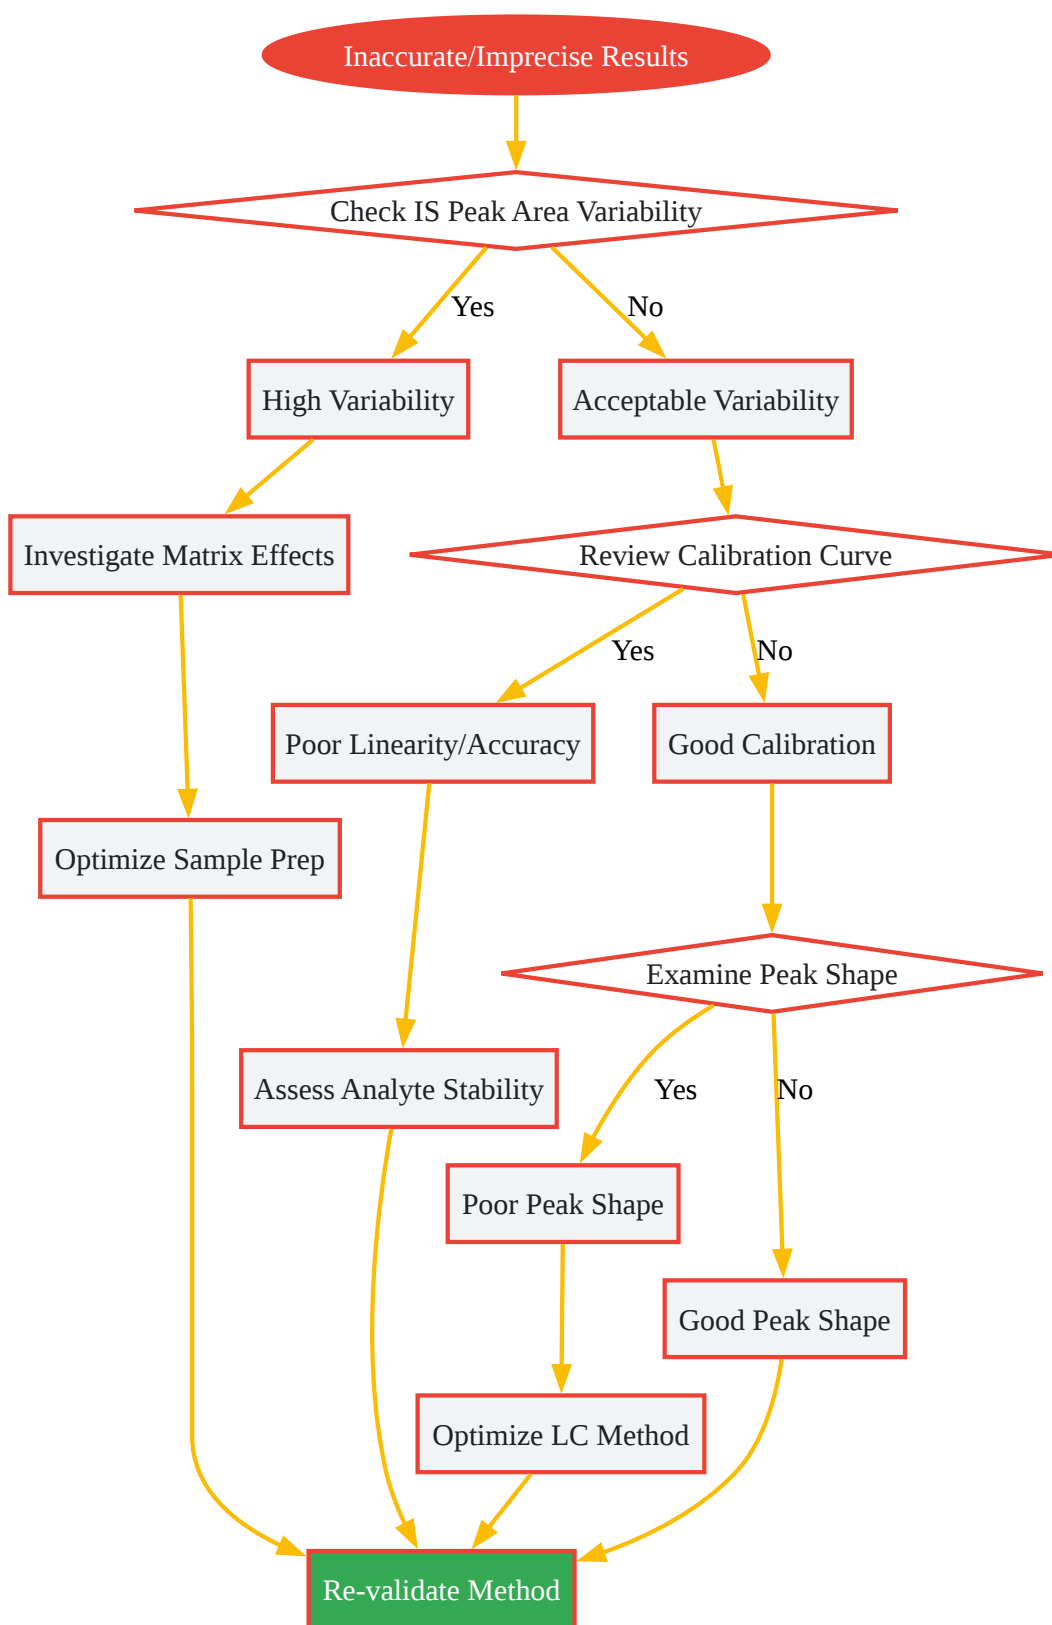 Inaccurate/Imprecise Results
Check IS Peak Area Variability
Yes
No
High Variability
Acceptable Variability
Investigate Matrix Effects
Review Calibration Curve
Yes
No
Poor Linearity/Accuracy
Good Calibration
Optimize Sample Prep
Examine Peak Shape
Assess Analyte Stability
Yes
No
Poor Peak Shape
Good Peak Shape
Optimize LC Method
Re-validate Method